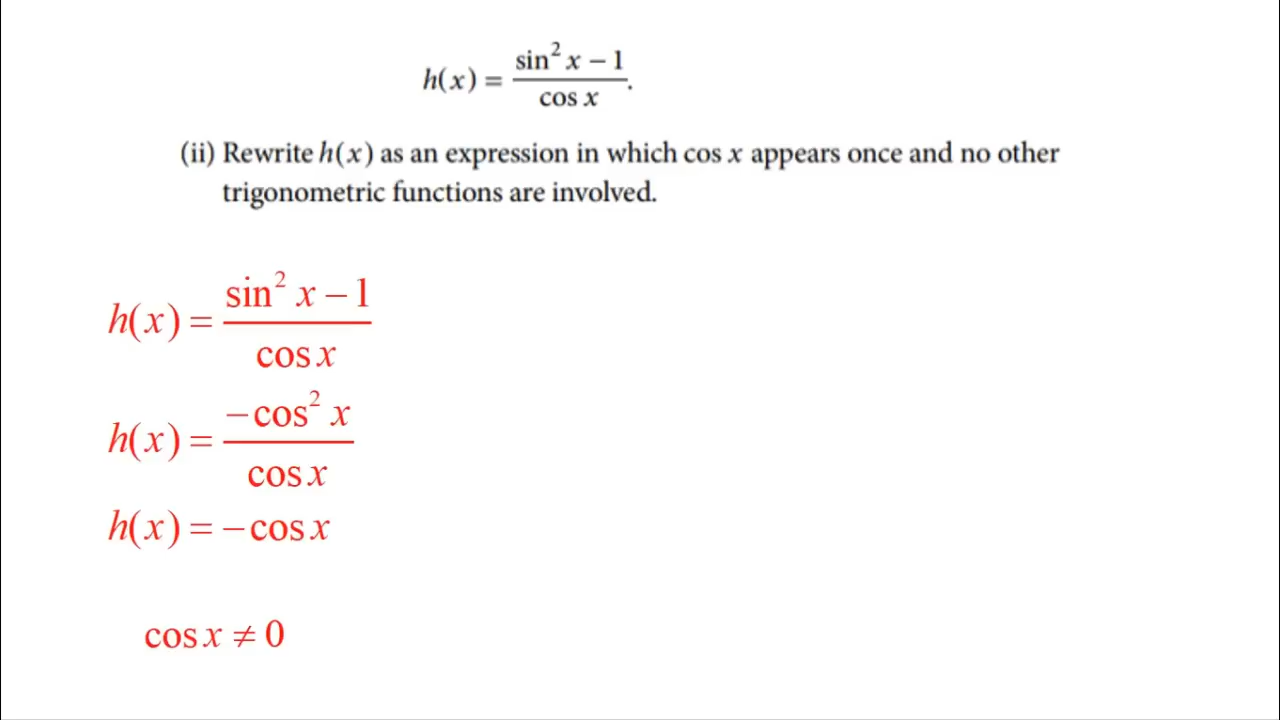 h(x) = (sin² x − 1)/(cos x).
(ii) Rewrite h(x) as an expression in which cos x appears once and no other
trigonometric functions are involved.
h(x) = (sin² x − 1)/(cos x)
h(x) = (−cos² x)/(cos x)
h(x) = −cos x
cos x ≠ 0